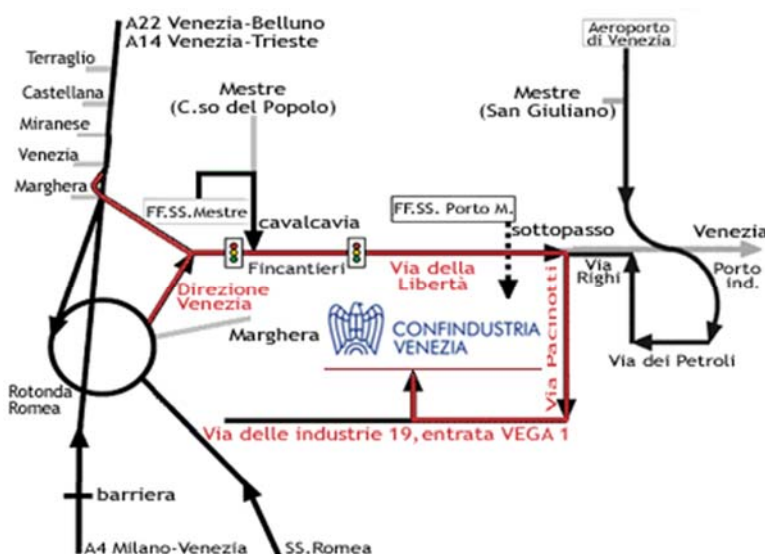 A22 Venezia-Belluno
A14 Venezia-Trieste
Aeroporto
di Venezia
Terraglio
Castellana
Miranese
Venezia
Marghera
Mestre
(C.so del Popolo)
Mestre
(San Giuliano)
FF.SS.Mestre
cavalcavia
FF.SS. Porto M.
sottopasso
Venezia
Fincantieri
Via della
Libertà
Via
Righi
Porto
ind.
Direzione
Venezia
Marghera
CONFINDUSTRIA
VENEZIA
Via Pacinotti
Via dei Petroli
Rotonda
Romea
Via delle industrie 19, entrata VEGA 1
barriera
A4 Milano-Venezia
SS.Romea